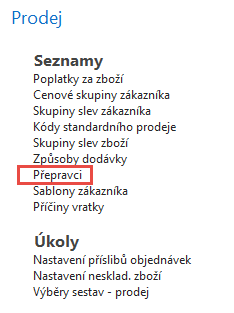 Prodej
Seznamy
Poplatky za zboží
Cenové skupiny zákazníka
Skupiny slev zákazníka
Kódy standardního prodeje
Skupiny slev zboží
Způsoby dodávky
Přepravci
Šablony zákazníka
Příčiny vratky
Úkoly
Nastavení příslibů objednávek
Nastavení nesklad. zboží
Výběry sestav - prodej